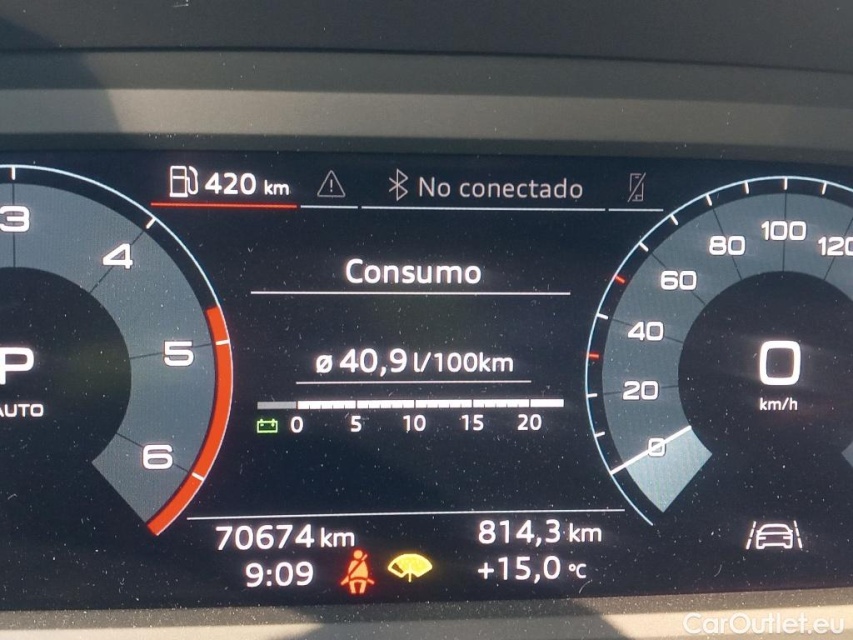 420 km
No conectado
Consumo
ø 40,9 l/100km
0 5 10 15 20
3
4
5
6
P
AUTO
0
20
40
60
80
100
120
0
km/h
70674 km
814,3 km
9:09
+15,0 °C
CarOutlet.eu